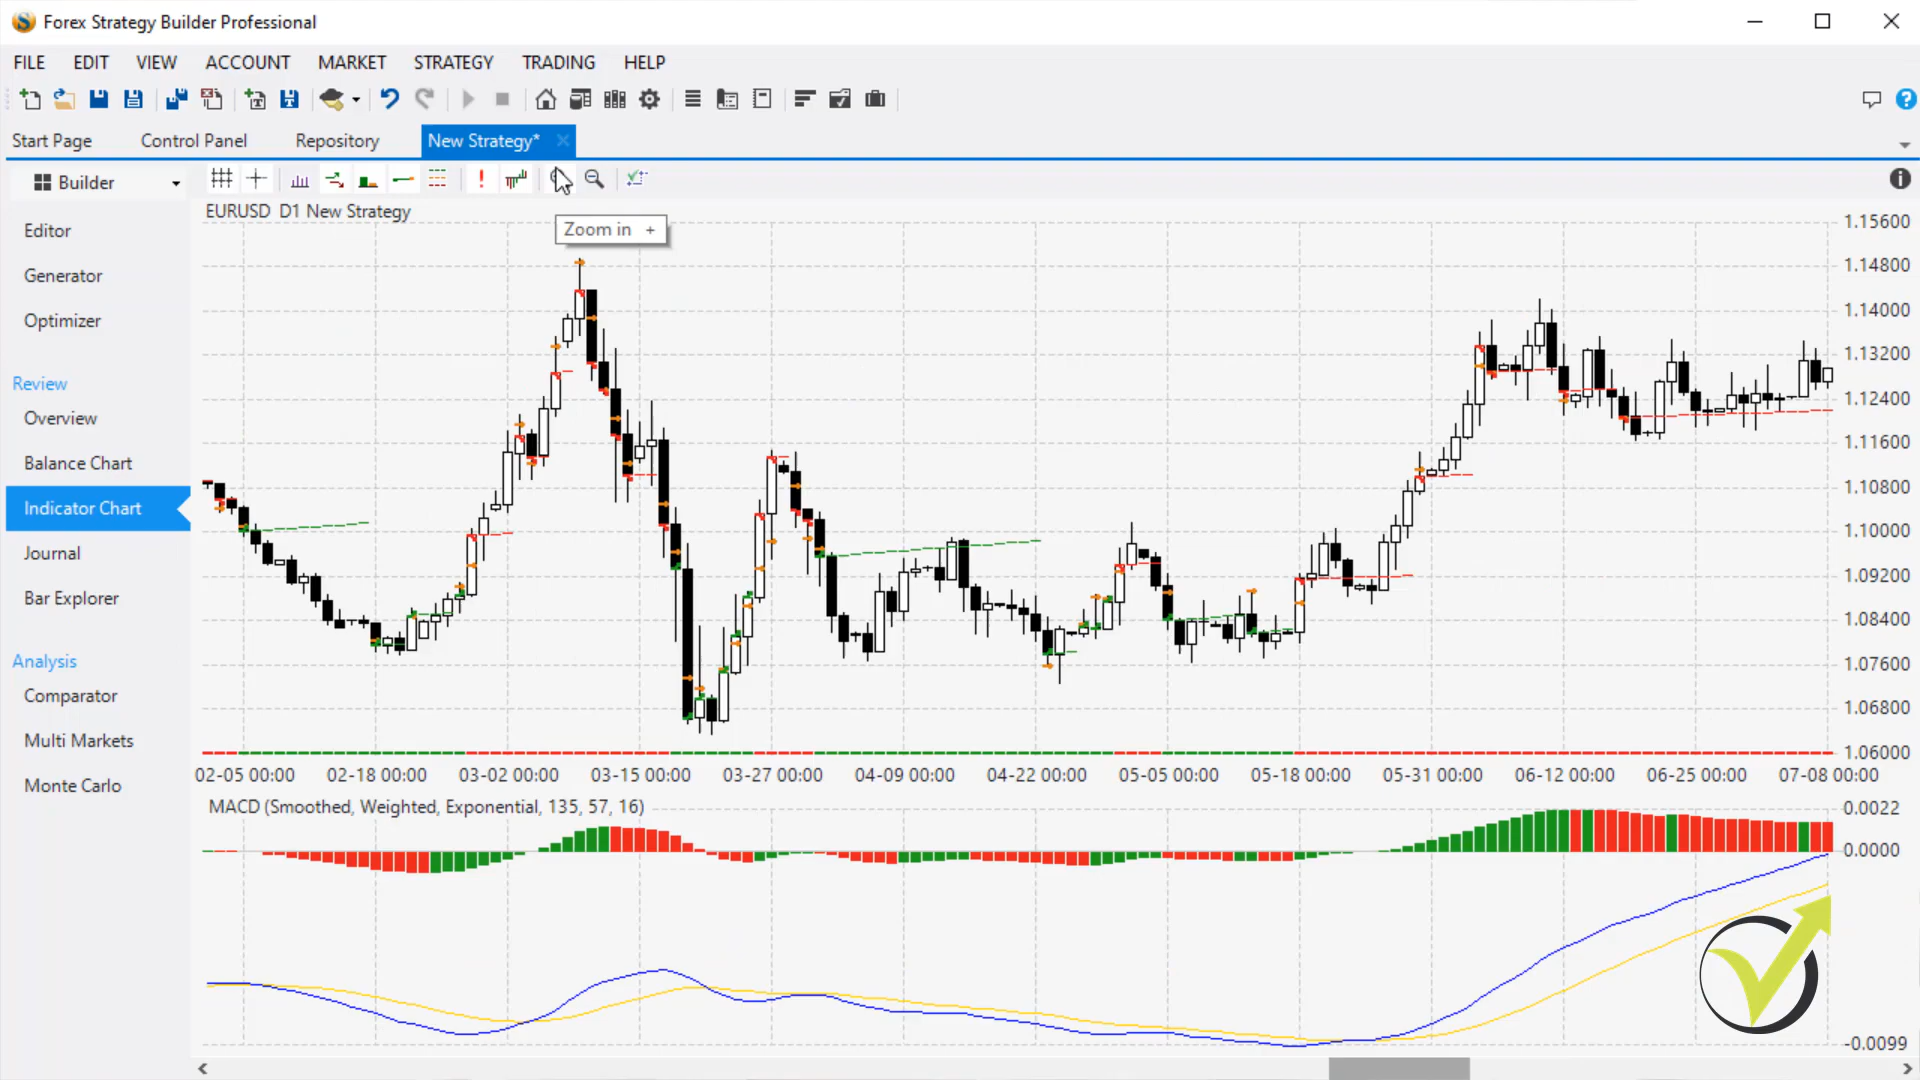 Forex Strategy Builder Professional
FILE EDIT VIEW ACCOUNT MARKET STRATEGY TRADING HELP
Start Page Control Panel Repository New Strategy*
Builder
EURUSD D1 New Strategy
Zoom in +
Editor
Generator
Optimizer
Review
Overview
Balance Chart
Indicator Chart
Journal
Bar Explorer
Analysis
Comparator
Multi Markets
Monte Carlo
1.15600
1.14800
1.14000
1.13200
1.12400
1.11600
1.10800
1.10000
1.09200
1.08400
1.07600
1.06800
1.06000
02-05 00:00 02-18 00:00 03-02 00:00 03-15 00:00 03-27 00:00 04-09 00:00 04-22 00:00 05-05 00:00 05-18 00:00 05-31 00:00 06-12 00:00 06-25 00:00 07-08 00:00
MACD (Smoothed, Weighted, Exponential, 135, 57, 16)
0.0022
0.0000
-0.0099